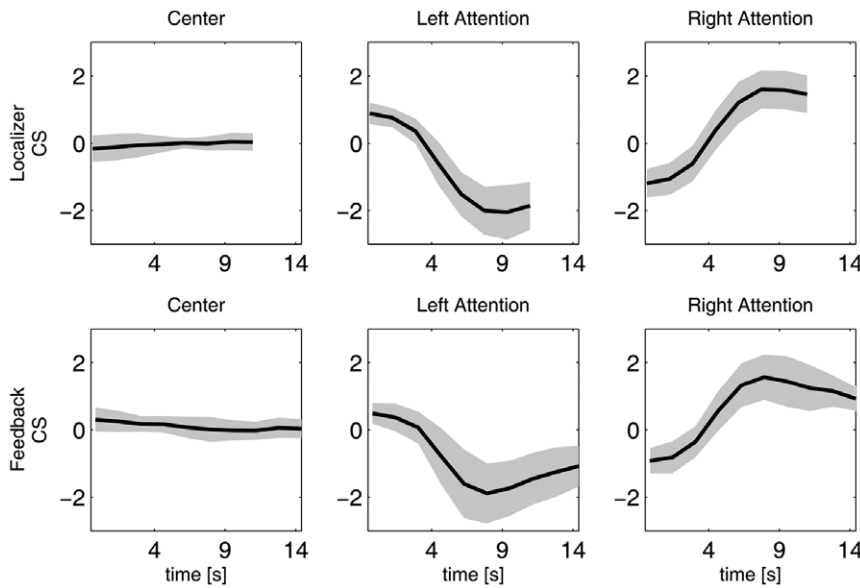 Center Left Attention Right Attention
Localizer
CS
2 2 2
0 0 0
−2 −2 −2
4 9 14 4 9 14 4 9 14
Center Left Attention Right Attention
Feedback
CS
2 2 2
0 0 0
−2 −2 −2
4 9 14 4 9 14 4 9 14
time [s] time [s] time [s]